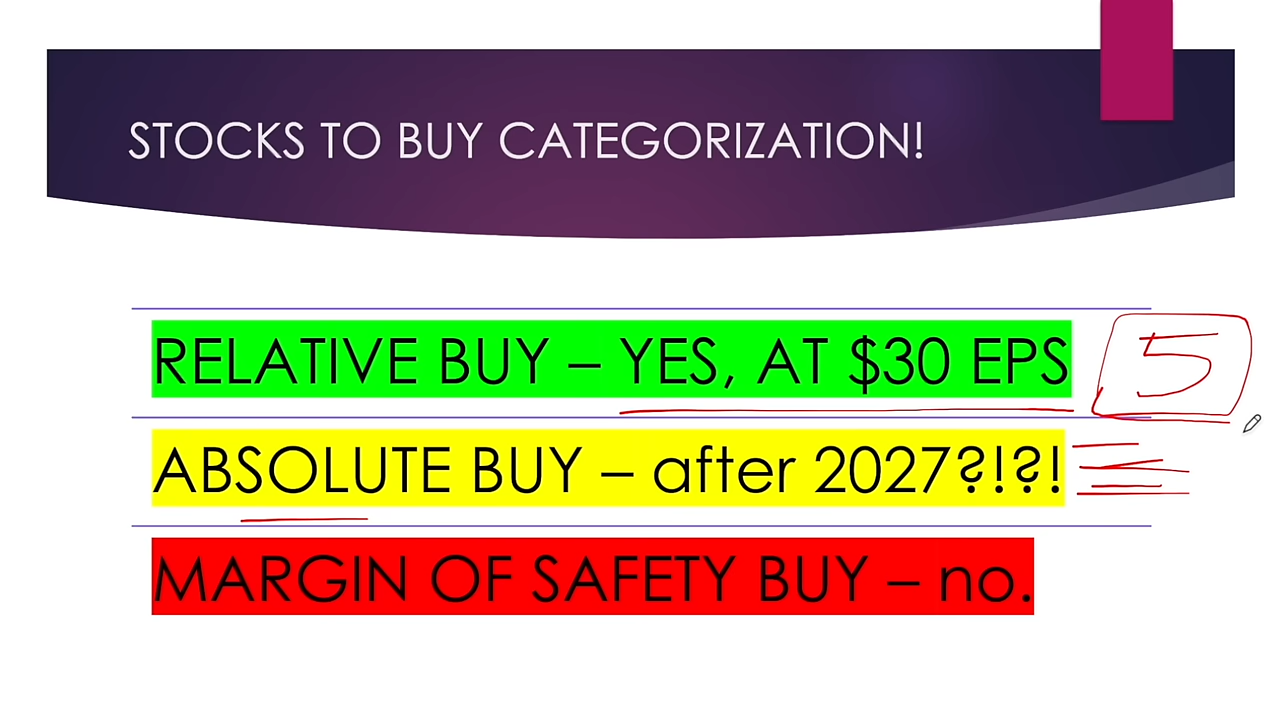 STOCKS TO BUY CATEGORIZATION!
RELATIVE BUY – YES, AT $30 EPS 5
ABSOLUTE BUY – after 2027?!?!
MARGIN OF SAFETY BUY – no.